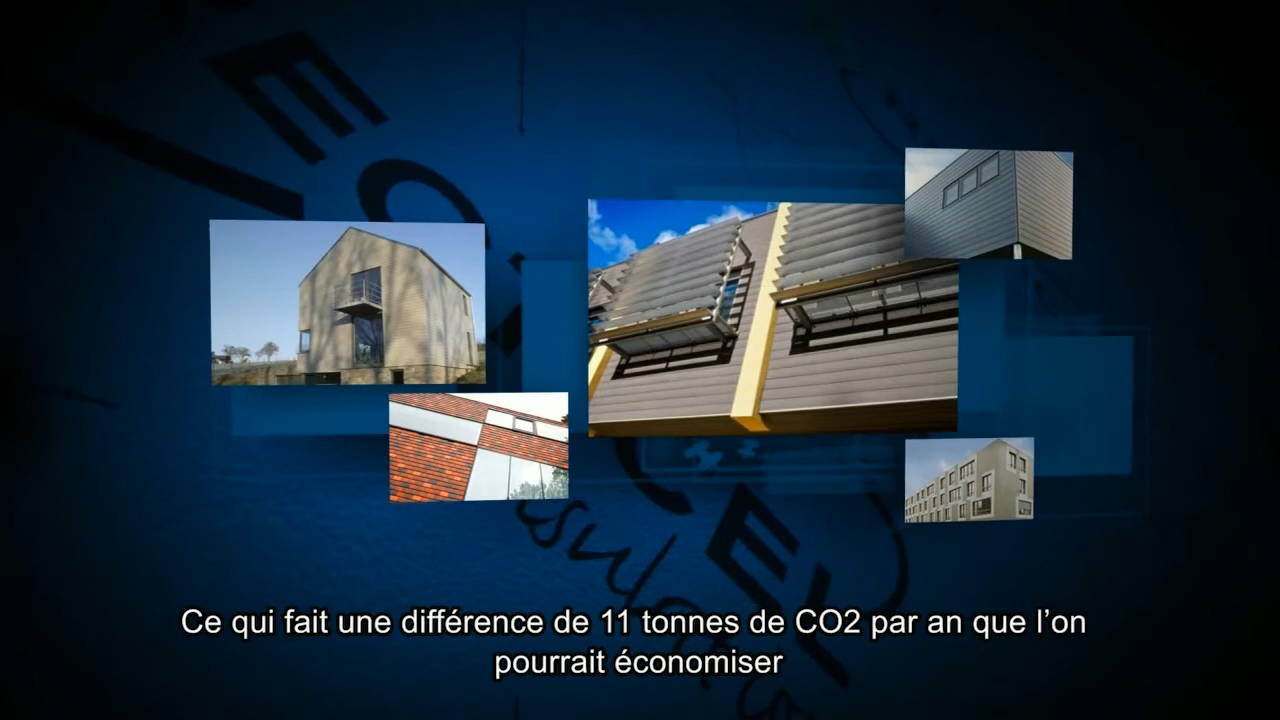 Ce qui fait une différence de 11 tonnes de CO2 par an que l’on
pourrait économiser